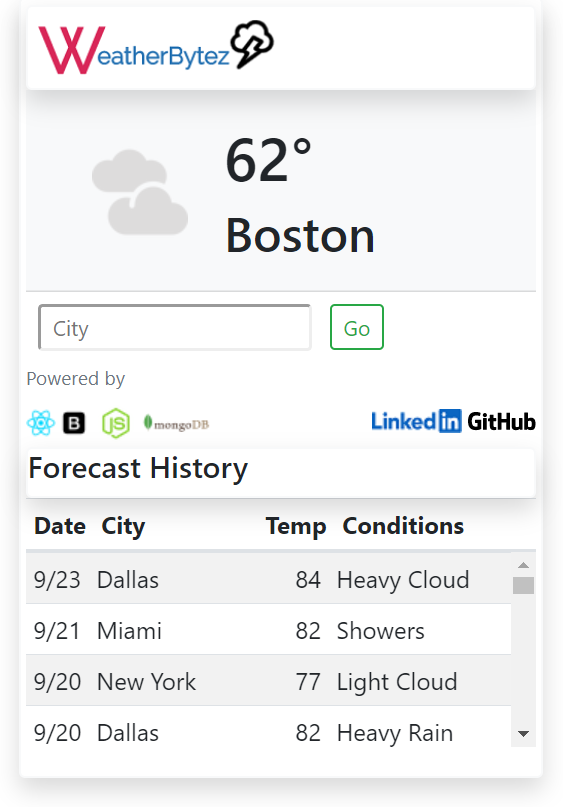 WeatherBytez
62°
Boston
City Go
Powered by
B JS mongoDB LinkedIn GitHub
Forecast History
Date City Temp Conditions
9/23 Dallas 84 Heavy Cloud
9/21 Miami 82 Showers
9/20 New York 77 Light Cloud
9/20 Dallas 82 Heavy Rain